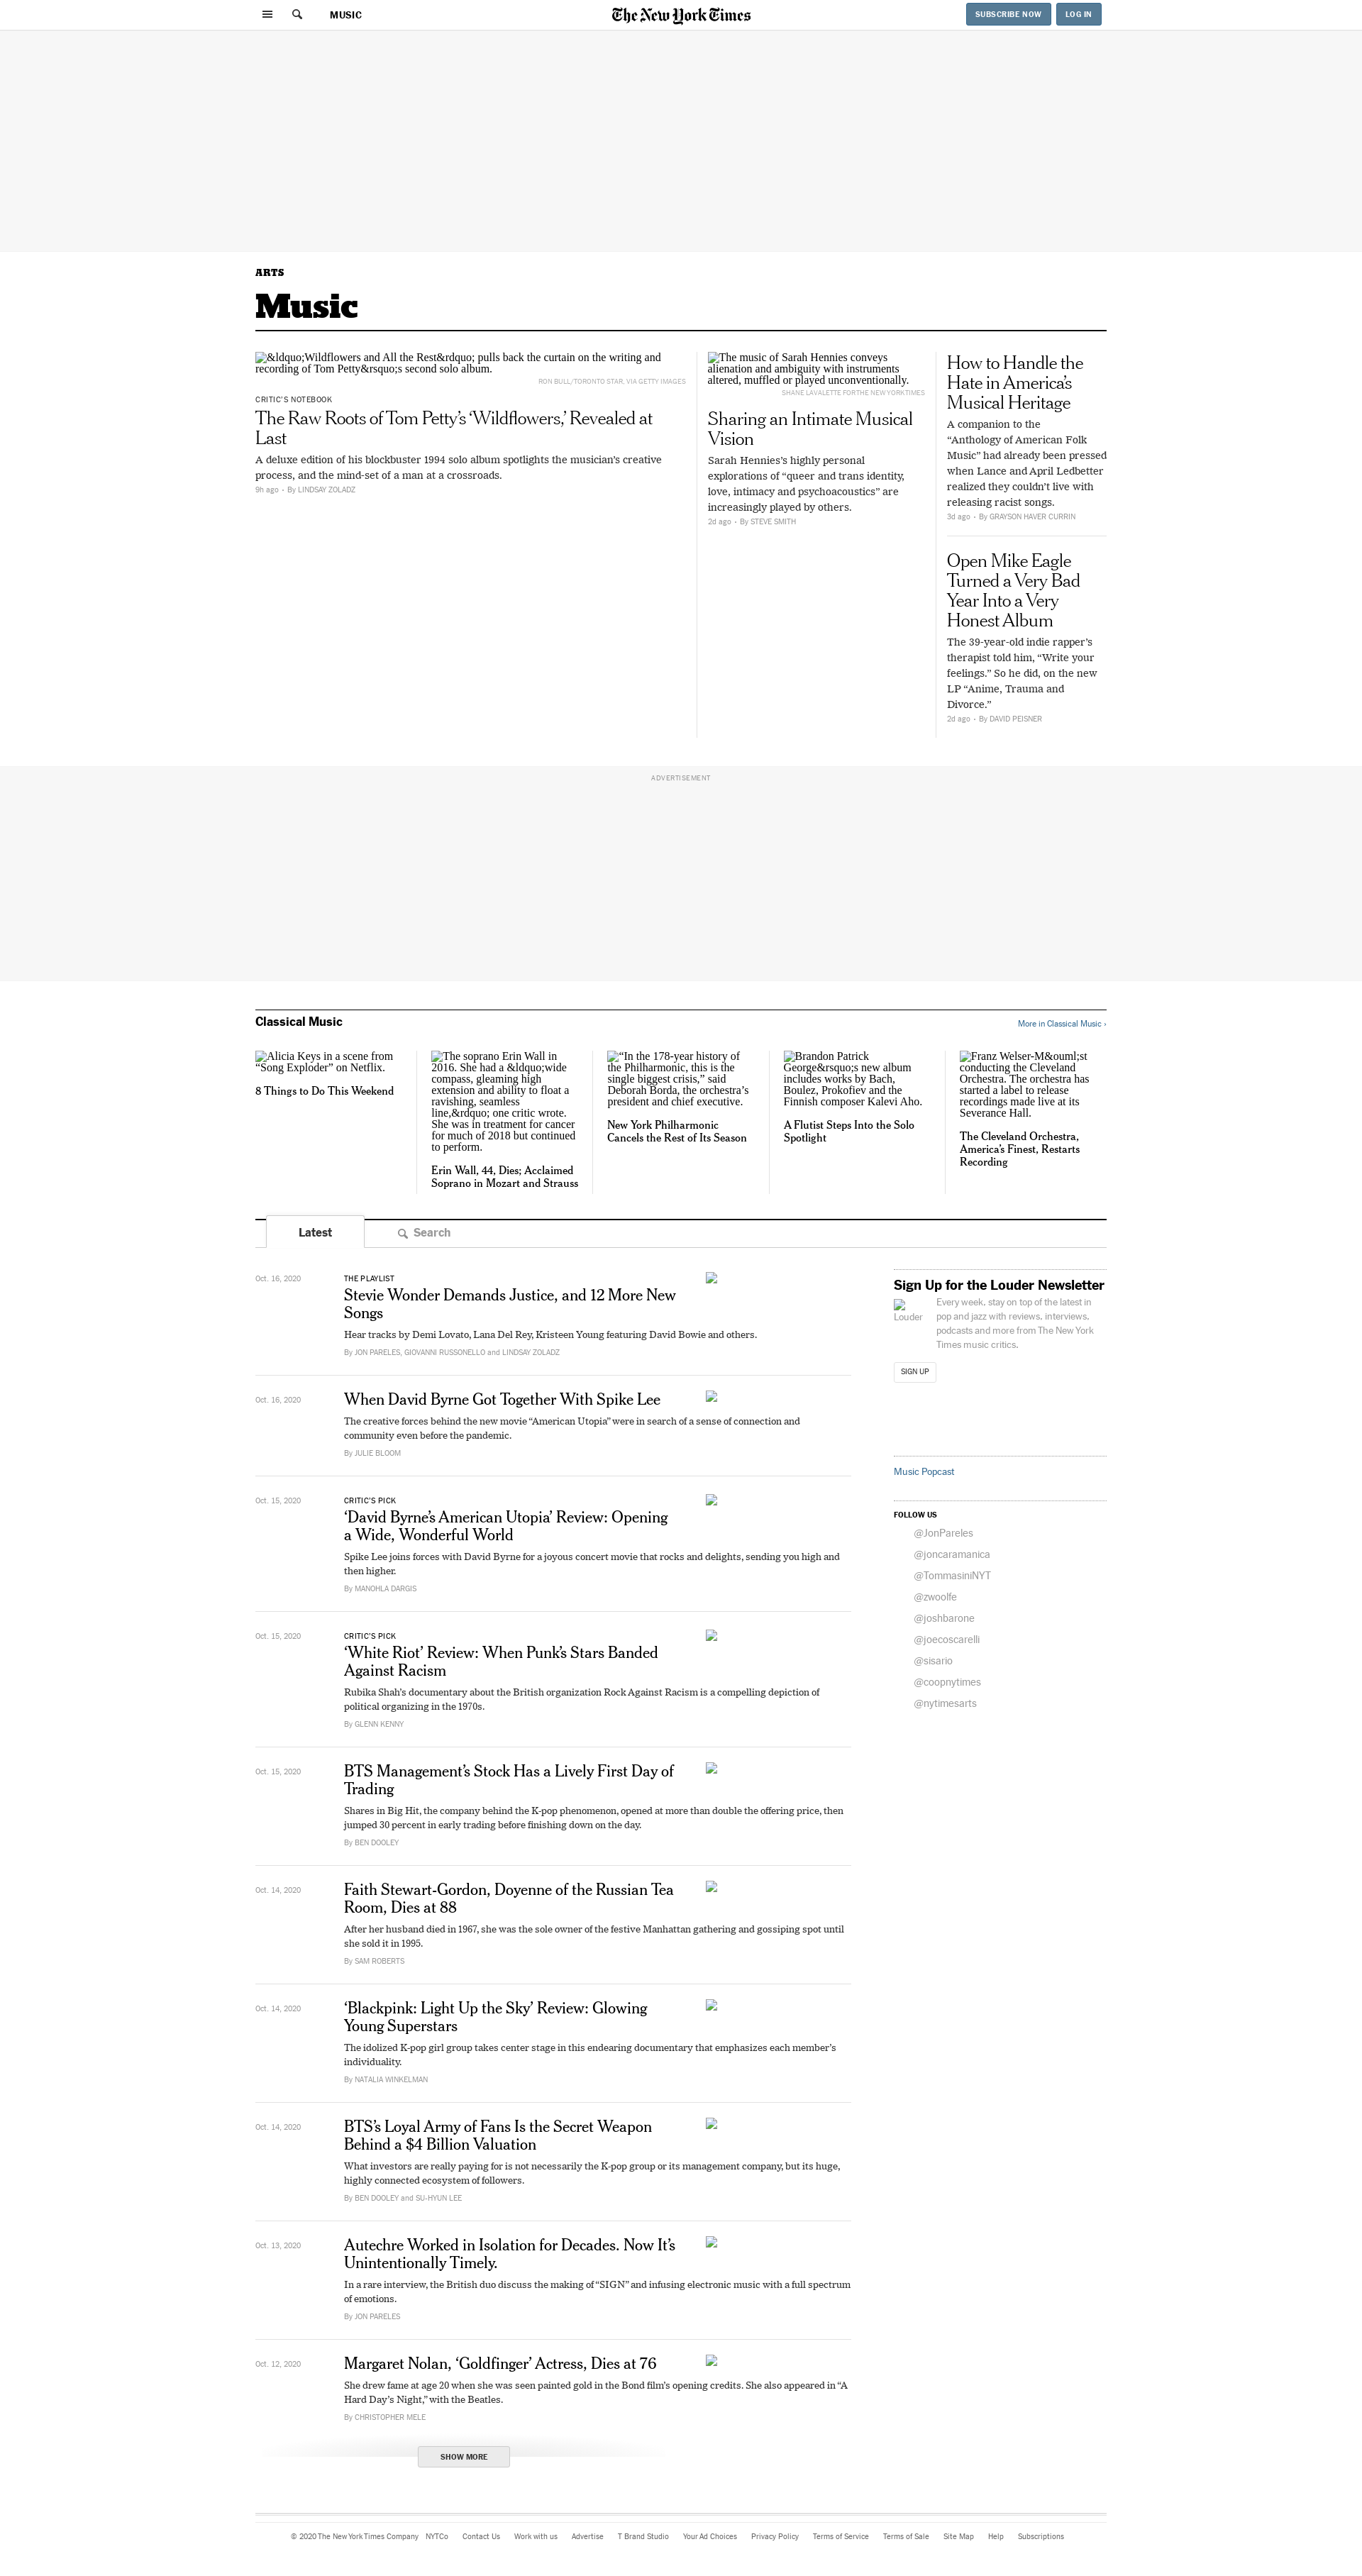 MUSIC
The New York Times
SUBSCRIBE NOW
LOG IN
ARTS
Music
&ldquo;Wildflowers and All the Rest&rdquo; pulls back the curtain on the writing and
recording of Tom Petty&rsquo;s second solo album.
RON BULL/TORONTO STAR, VIA GETTY IMAGES
CRITIC'S NOTEBOOK
The Raw Roots of Tom Petty’s ‘Wildflowers,’ Revealed at
Last
A deluxe edition of his blockbuster 1994 solo album spotlights the musician’s creative
process, and the mind-set of a man at a crossroads.
9h ago • By LINDSAY ZOLADZ
The music of Sarah Hennies conveys
alienation and ambiguity with instruments
altered, muffled or played unconventionally.
SHANE LAVALETTE FOR THE NEW YORK TIMES
Sharing an Intimate Musical
Vision
Sarah Hennies’s highly personal
explorations of “queer and trans identity,
love, intimacy and psychoacoustics” are
increasingly played by others.
2d ago • By STEVE SMITH
How to Handle the
Hate in America’s
Musical Heritage
A companion to the
“Anthology of American Folk
Music” had already been pressed
when Lance and April Ledbetter
realized they couldn’t live with
releasing racist songs.
3d ago • By GRAYSON HAVER CURRIN
Open Mike Eagle
Turned a Very Bad
Year Into a Very
Honest Album
The 39-year-old indie rapper’s
therapist told him, “Write your
feelings.” So he did, on the new
LP “Anime, Trauma and
Divorce.”
2d ago • By DAVID PEISNER
ADVERTISEMENT
Classical Music
More in Classical Music ›
Alicia Keys in a scene from
“Song Exploder” on Netflix.
8 Things to Do This Weekend
The soprano Erin Wall in
2016. She had a &ldquo;wide
compass, gleaming high
extension and ability to float a
ravishing, seamless
line,&rdquo; one critic wrote.
She was in treatment for cancer
for much of 2018 but continued
to perform.
Erin Wall, 44, Dies; Acclaimed
Soprano in Mozart and Strauss
“In the 178-year history of
the Philharmonic, this is the
single biggest crisis,” said
Deborah Borda, the orchestra’s
president and chief executive.
New York Philharmonic
Cancels the Rest of Its Season
Brandon Patrick
George&rsquo;s new album
includes works by Bach,
Boulez, Prokofiev and the
Finnish composer Kalevi Aho.
A Flutist Steps Into the Solo
Spotlight
Franz Welser-M&ouml;st
conducting the Cleveland
Orchestra. The orchestra has
started a label to release
recordings made live at its
Severance Hall.
The Cleveland Orchestra,
America’s Finest, Restarts
Recording
Latest
Search
Oct. 16, 2020
THE PLAYLIST
Stevie Wonder Demands Justice, and 12 More New
Songs
Hear tracks by Demi Lovato, Lana Del Rey, Kristeen Young featuring David Bowie and others.
By JON PARELES, GIOVANNI RUSSONELLO and LINDSAY ZOLADZ
Oct. 16, 2020
When David Byrne Got Together With Spike Lee
The creative forces behind the new movie “American Utopia” were in search of a sense of connection and
community even before the pandemic.
By JULIE BLOOM
Oct. 15, 2020
CRITIC’S PICK
‘David Byrne’s American Utopia’ Review: Opening
a Wide, Wonderful World
Spike Lee joins forces with David Byrne for a joyous concert movie that rocks and delights, sending you high and
then higher.
By MANOHLA DARGIS
Oct. 15, 2020
CRITIC’S PICK
‘White Riot’ Review: When Punk’s Stars Banded
Against Racism
Rubika Shah’s documentary about the British organization Rock Against Racism is a compelling depiction of
political organizing in the 1970s.
By GLENN KENNY
Oct. 15, 2020
BTS Management’s Stock Has a Lively First Day of
Trading
Shares in Big Hit, the company behind the K-pop phenomenon, opened at more than double the offering price, then
jumped 30 percent in early trading before finishing down on the day.
By BEN DOOLEY
Oct. 14, 2020
Faith Stewart-Gordon, Doyenne of the Russian Tea
Room, Dies at 88
After her husband died in 1967, she was the sole owner of the festive Manhattan gathering and gossiping spot until
she sold it in 1995.
By SAM ROBERTS
Oct. 14, 2020
‘Blackpink: Light Up the Sky’ Review: Glowing
Young Superstars
The idolized K-pop girl group takes center stage in this endearing documentary that emphasizes each member’s
individuality.
By NATALIA WINKELMAN
Oct. 14, 2020
BTS’s Loyal Army of Fans Is the Secret Weapon
Behind a $4 Billion Valuation
What investors are really paying for is not necessarily the K-pop group or its management company, but its huge,
highly connected ecosystem of followers.
By BEN DOOLEY and SU-HYUN LEE
Oct. 13, 2020
Autechre Worked in Isolation for Decades. Now It’s
Unintentionally Timely.
In a rare interview, the British duo discuss the making of “SIGN” and infusing electronic music with a full spectrum
of emotions.
By JON PARELES
Oct. 12, 2020
Margaret Nolan, ‘Goldfinger’ Actress, Dies at 76
She drew fame at age 20 when she was seen painted gold in the Bond film’s opening credits. She also appeared in “A
Hard Day’s Night,” with the Beatles.
By CHRISTOPHER MELE
SHOW MORE
Sign Up for the Louder Newsletter
Louder
Every week, stay on top of the latest in
pop and jazz with reviews, interviews,
podcasts and more from The New York
Times music critics.
SIGN UP
Music Popcast
FOLLOW US
@JonPareles
@joncaramanica
@TommasiniNYT
@zwoolfe
@joshbarone
@joecoscarelli
@sisario
@coopnytimes
@nytimesarts
© 2020 The New York Times Company NYTCo Contact Us Work with us Advertise T Brand Studio Your Ad Choices Privacy Policy Terms of Service Terms of Sale Site Map Help Subscriptions